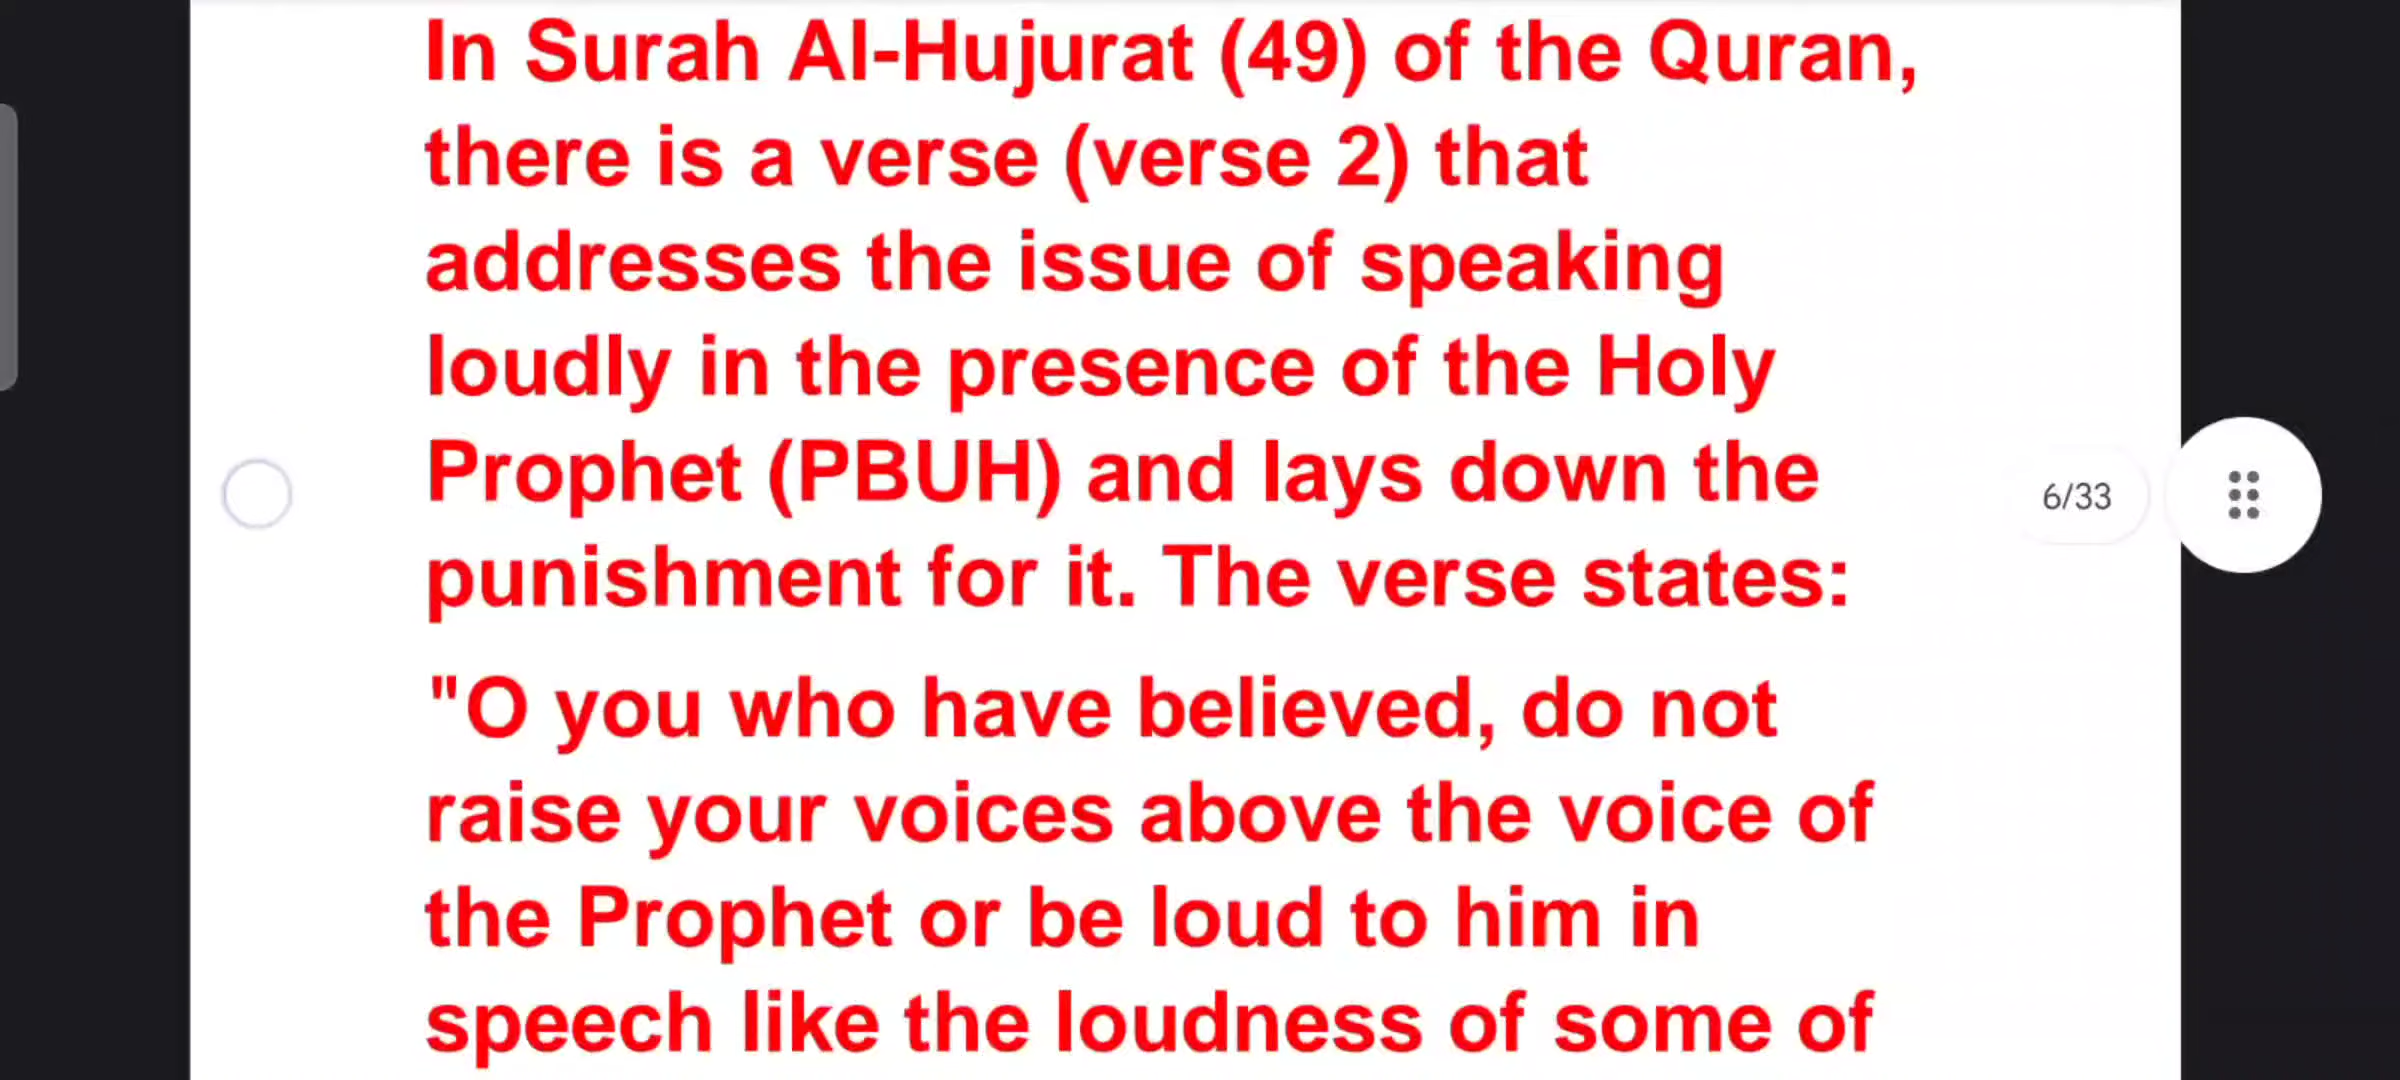 In Surah Al-Hujurat (49) of the Quran,
there is a verse (verse 2) that
addresses the issue of speaking
loudly in the presence of the Holy
Prophet (PBUH) and lays down the
punishment for it. The verse states:
"O you who have believed, do not
raise your voices above the voice of
the Prophet or be loud to him in
speech like the loudness of some of
6/33